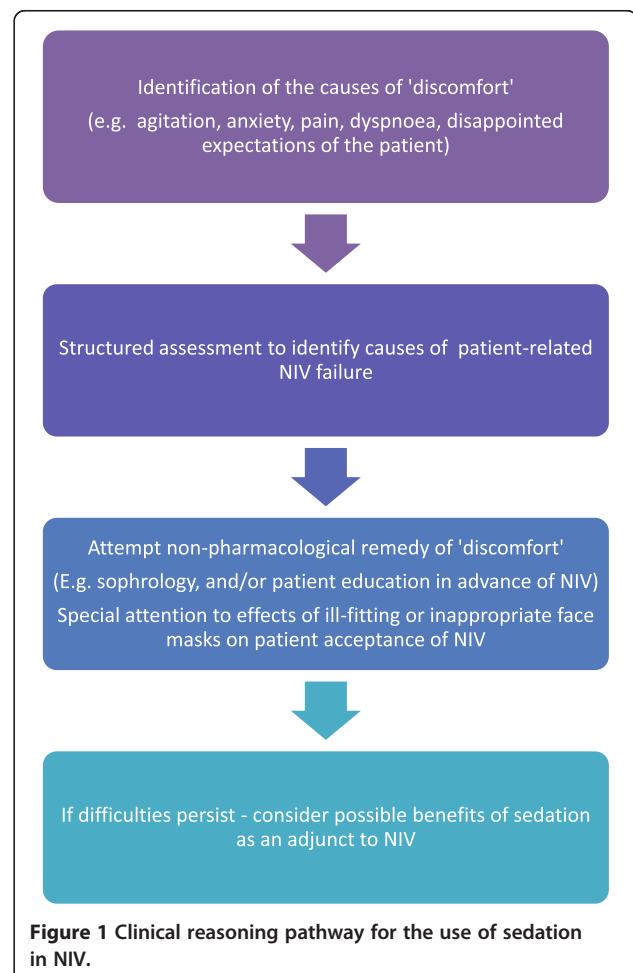 Identification of the causes of 'discomfort'
(e.g. agitation, anxiety, pain, dyspnoea, disappointed
expectations of the patient)
Structured assessment to identify causes of patient-related
NIV failure
Attempt non-pharmacological remedy of 'discomfort'
(E.g. sophrology, and/or patient education in advance of NIV)
Special attention to effects of ill-fitting or inappropriate face
masks on patient acceptance of NIV
If difficulties persist - consider possible benefits of sedation
as an adjunct to NIV
Figure 1 Clinical reasoning pathway for the use of sedation
in NIV.